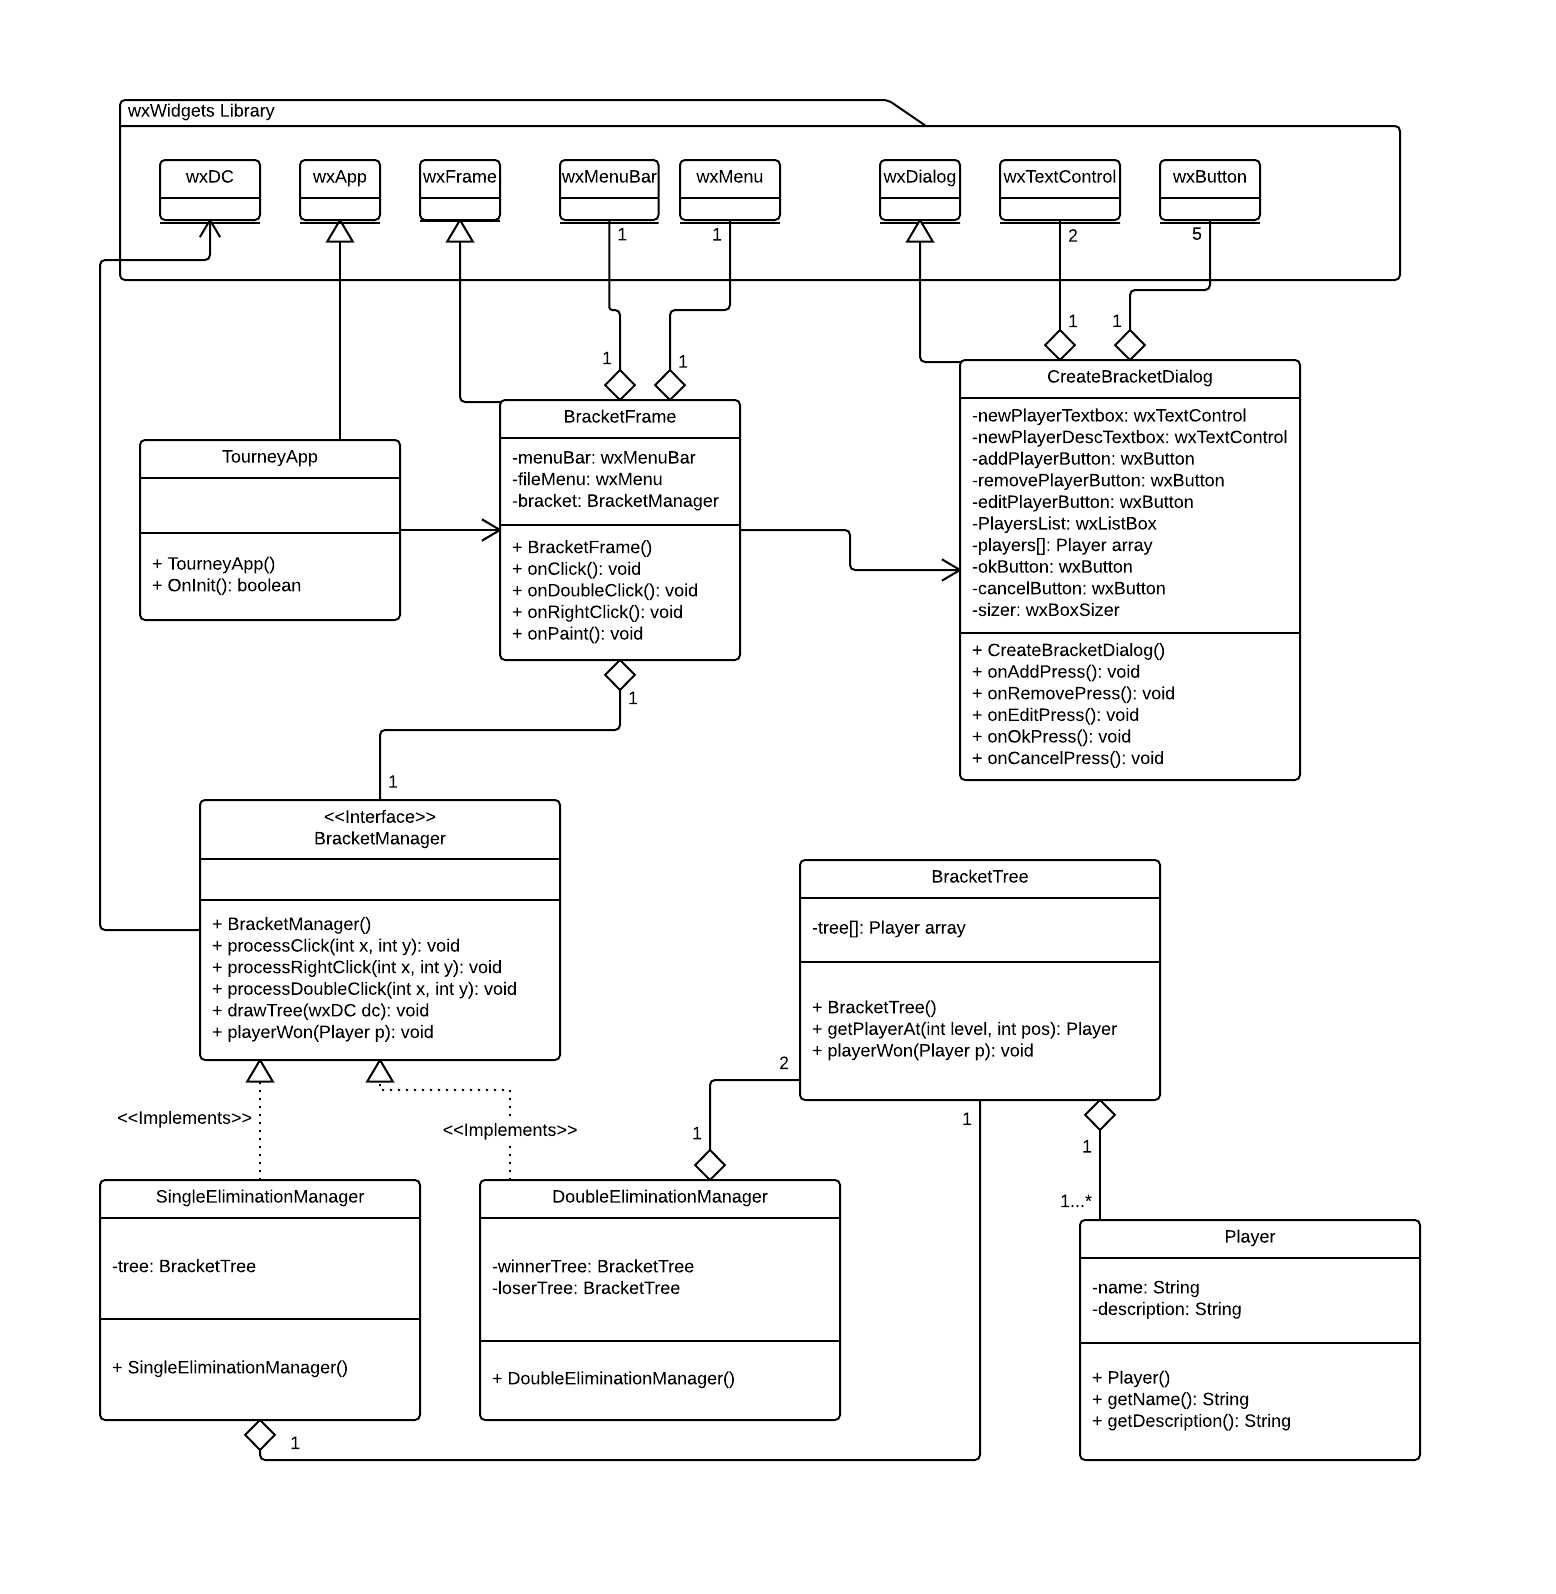 wxWidgets Library
wxDC
wxApp
wxFrame
wxMenuBar
wxMenu
wxDialog
wxTextControl
wxButton
1
1
2
5
1
1
1
1
CreateBracketDialog
-newPlayerTextbox: wxTextControl
-newPlayerDescTextbox: wxTextControl
-addPlayerButton: wxButton
-removePlayerButton: wxButton
-editPlayerButton: wxButton
-PlayersList: wxListBox
-players[]: Player array
-okButton: wxButton
-cancelButton: wxButton
-sizer: wxBoxSizer
+ CreateBracketDialog()
+ onAddPress(): void
+ onRemovePress(): void
+ onEditPress(): void
+ onOkPress(): void
+ onCancelPress(): void
BracketFrame
-menuBar: wxMenuBar
-fileMenu: wxMenu
-bracket: BracketManager
+ BracketFrame()
+ onClick(): void
+ onDoubleClick(): void
+ onRightClick(): void
+ onPaint(): void
TourneyApp
+ TourneyApp()
+ OnInit(): boolean
1
1
<<Interface>>
BracketManager
+ BracketManager()
+ processClick(int x, int y): void
+ processRightClick(int x, int y): void
+ processDoubleClick(int x, int y): void
+ drawTree(wxDC dc): void
+ playerWon(Player p): void
BracketTree
-tree[]: Player array
+ BracketTree()
+ getPlayerAt(int level, int pos): Player
+ playerWon(Player p): void
2
1
1
1
1...*
<<Implements>>
<<Implements>>
SingleEliminationManager
-tree: BracketTree
+ SingleEliminationManager()
1
DoubleEliminationManager
-winnerTree: BracketTree
-loserTree: BracketTree
+ DoubleEliminationManager()
Player
-name: String
-description: String
+ Player()
+ getName(): String
+ getDescription(): String